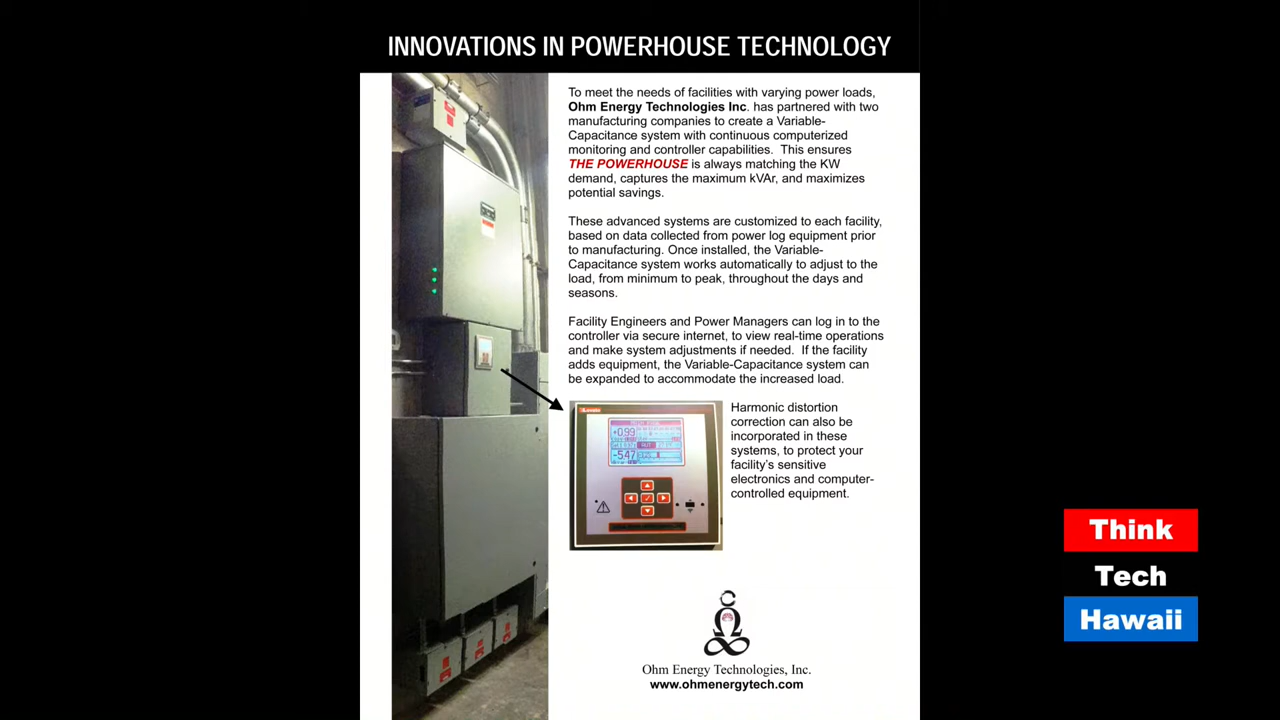 INNOVATIONS IN POWERHOUSE TECHNOLOGY
To meet the needs of facilities with varying power loads,
Ohm Energy Technologies Inc. has partnered with two
manufacturing companies to create a Variable-
Capacitance system with continuous computerized
monitoring and controller capabilities. This ensures
THE POWERHOUSE is always matching the KW
demand, captures the maximum kVAr, and maximizes
potential savings.
These advanced systems are customized to each facility,
based on data collected from power log equipment prior
to manufacturing. Once installed, the Variable-
Capacitance system works automatically to adjust to the
load, from minimum to peak, throughout the days and
seasons.
Facility Engineers and Power Managers can log in to the
controller via secure internet, to view real-time operations
and make system adjustments if needed. If the facility
adds equipment, the Variable-Capacitance system can
be expanded to accommodate the increased load.
Harmonic distortion
correction can also be
incorporated in these
systems, to protect your
facility's sensitive
electronics and computer-
controlled equipment.
+0.99
-5.47
Ohm Energy Technologies, Inc.
www.ohmenergytech.com
Think
Tech
Hawaii